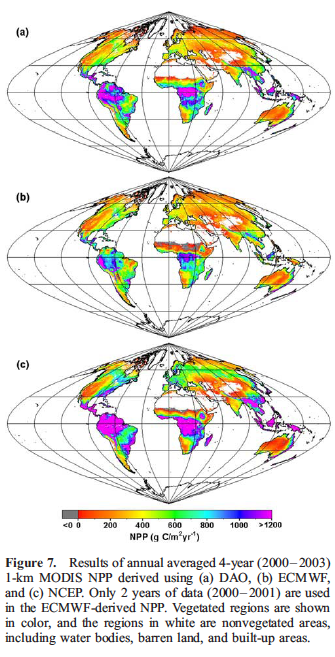 (a)
(b)
(c)
<0 0 200 400 600 800 1000 >1200
NPP (g C/m²yr⁻¹)
Figure 7. Results of annual averaged 4-year (2000−2003)
1-km MODIS NPP derived using (a) DAO, (b) ECMWF,
and (c) NCEP. Only 2 years of data (2000−2001) are used
in the ECMWF-derived NPP. Vegetated regions are shown
in color, and the regions in white are nonvegetated areas,
including water bodies, barren land, and built-up areas.